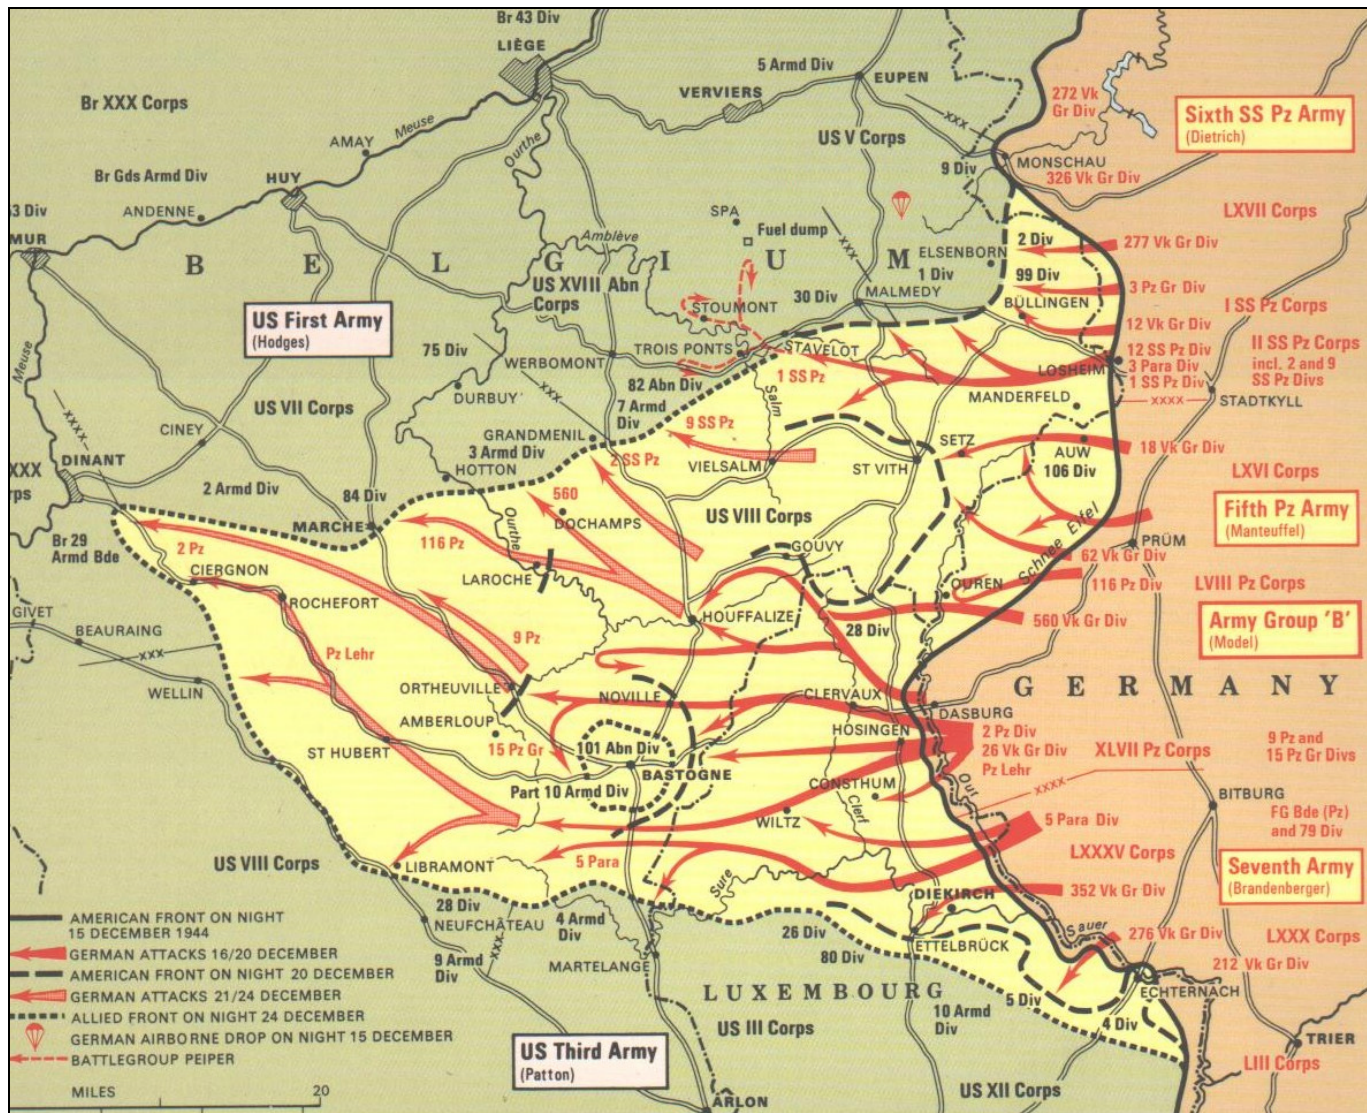 Br 43 Div
LIÈGE
5 Armd Div
EUPEN
Br XXX Corps
VERVIERS
272 Vk
Gr Div
Sixth SS Pz Army
(Dietrich)
AMAY
Meuse
Ourthe
US V Corps
xxx
MONSCHAU
9 Div
326 Vk Gr Div
Br Gds Armd Div
HUY
LXVII Corps
43 Div
ANDENNE
SPA
Fuel dump
MUR
Amblève
2 Div
277 Vk Gr Div
xxx
ELSENBORN
B E L G I U M
1 Div
99 Div
US XVIII Abn
Corps
30 Div
MALMEDY
3 Pz Gr Div
BÜLLINGEN
I SS Pz Corps
US First Army
(Hodges)
STOUMONT
12 Vk Gr Div
Meuse
75 Div
WERBOMONT
TROIS PONTS
STAVELOT
12 SS Pz Div
3 Para Div
1 SS Pz Div
II SS Pz Corps
incl. 2 and 9
SS Pz Divs
LOSHEIM
1 SS Pz
xxx
DURBUY
82 Abn Div
7 Armd
Div
Salm
MANDERFELD
xxxx
STADTKYLL
xxxx
US VII Corps
CINEY
GRANDMENIL
3 Armd Div
9 SS Pz
SETZ
AUW
18 Vk Gr Div
DINANT
HOTTON
2 SS Pz
VIELSALM
ST VITH
106 Div
LXVI Corps
XXX
rps
2 Armd Div
84 Div
560
DOCHAMPS
US VIII Corps
Schnee Eifel
Fifth Pz Army
(Manteuffel)
MARCHE
Ourthe
Br 29
Armd Bde
2 Pz
116 Pz
GOUVY
PRÜM
62 Vk Gr Div
CIERGNON
LAROCHE
OUREN
116 Pz Div
LVIII Pz Corps
ROCHEFORT
HOUFFALIZE
28 Div
560 Vk Gr Div
Army Group 'B'
(Model)
GIVET
BEAURAING
xxx
9 Pz
Pz Lehr
WELLIN
ORTHEUVILLE
NOVILLE
CLERVAUX
DASBURG
G E R M A N Y
AMBERLOUP
HOSINGEN
2 Pz Div
26 Vk Gr Div
Pz Lehr
ST HUBERT
15 Pz Gr
101 Abn Div
BASTOGNE
XLVII Pz Corps
9 Pz and
15 Pz Gr Divs
Part 10 Armd Div
CONSTHUM
Our
xxxx
BITBURG
WILTZ
Clerf
5 Para Div
FG Bde (Pz)
and 79 Div
US VIII Corps
LIBRAMONT
5 Para
LXXXV Corps
Seventh Army
(Brandenberger)
Sure
DIEKIRCH
352 Vk Gr Div
28 Div
NEUFCHÂTEAU
4 Armd
Div
26 Div
Sauer
276 Vk Gr Div
LXXX Corps
xxx
9 Armd
Div
MARTELANGE
80 Div
ETTELBRÜCK
212 Vk Gr Div
ECHTERNACH
LUXEMBOURG
5 Div
10 Armd
Div
4 Div
US III Corps
US Third Army
(Patton)
TRIER
LIII Corps
US XII Corps
ARLON
AMERICAN FRONT ON NIGHT
15 DECEMBER 1944
GERMAN ATTACKS 16/20 DECEMBER
AMERICAN FRONT ON NIGHT 20 DECEMBER
GERMAN ATTACKS 21/24 DECEMBER
ALLIED FRONT ON NIGHT 24 DECEMBER
GERMAN AIRBORNE DROP ON NIGHT 15 DECEMBER
BATTLEGROUP PEIPER
MILES 20